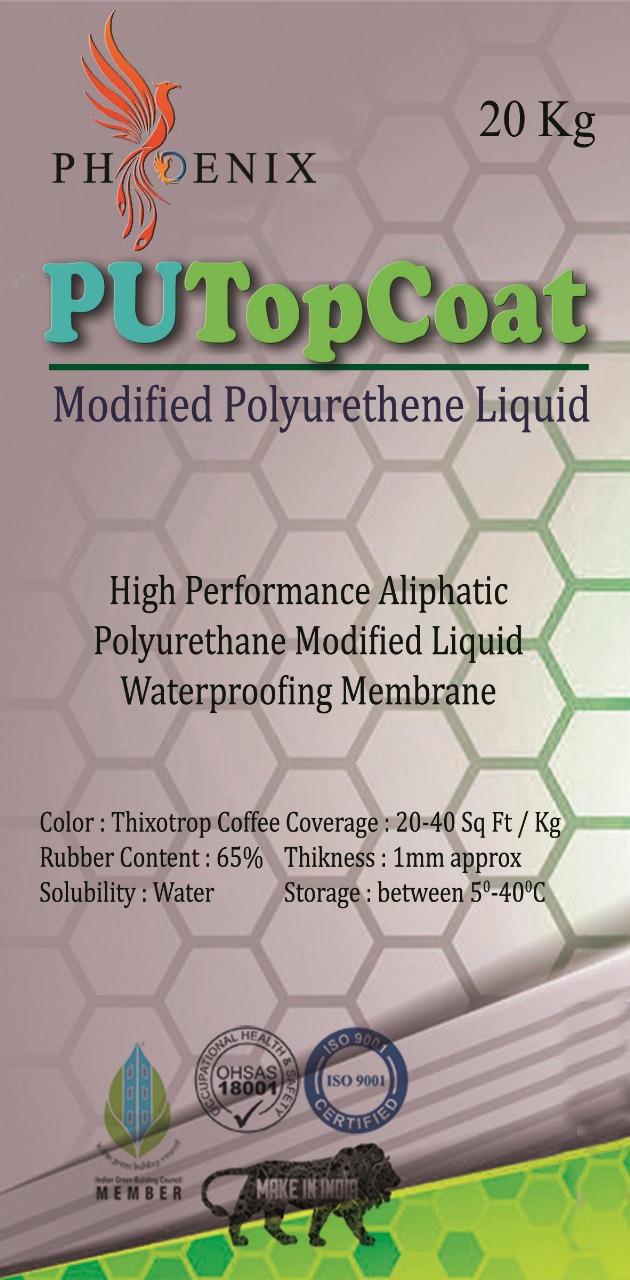 20 Kg
PHOENIX
PUTopCoat
Modified Polyurethene Liquid
High Performance Aliphatic
Polyurethane Modified Liquid
Waterproofing Membrane
Color : Thixotrop Coffee Coverage : 20-40 Sq Ft / Kg
Rubber Content : 65% Thikness : 1mm approx
Solubility : Water Storage : between 5⁰-40⁰C
OCCUPATIONAL HEALTH & SAFETY
OHSAS
18001
ISO 9001
ISO 9001
CERTIFIED
Indian Green Building Council
MEMBER
MAKE IN INDIA